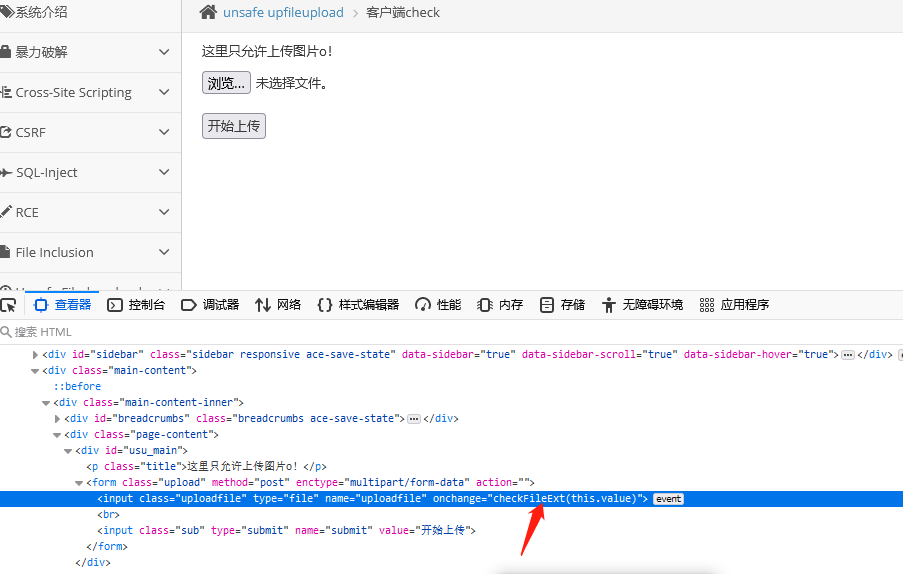 系统介绍
unsafe upfileupload > 客户端check
暴力破解
Cross-Site Scripting
CSRF
SQL-Inject
RCE
File Inclusion
这里只允许上传图片o！
浏览... 未选择文件。
开始上传
查看器 控制台 调试器 网络 样式编辑器 性能 内存 存储 无障碍环境 应用程序
搜索 HTML
<div id="sidebar" class="sidebar responsive ace-save-state" data-sidebar="true" data-sidebar-scroll="true" data-sidebar-hover="true"> ... </div>
<div class="main-content">
::before
<div class="main-content-inner">
<div id="breadcrumbs" class="breadcrumbs ace-save-state"> ... </div>
<div class="page-content">
<div id="usu_main">
<p class="title">这里只允许上传图片o！</p>
<form class="upload" method="post" enctype="multipart/form-data" action="">
<input class="uploadfile" type="file" name="uploadfile" onchange="checkFileExt(this.value)"> event
<br>
<input class="sub" type="submit" name="submit" value="开始上传">
</form>
</div>